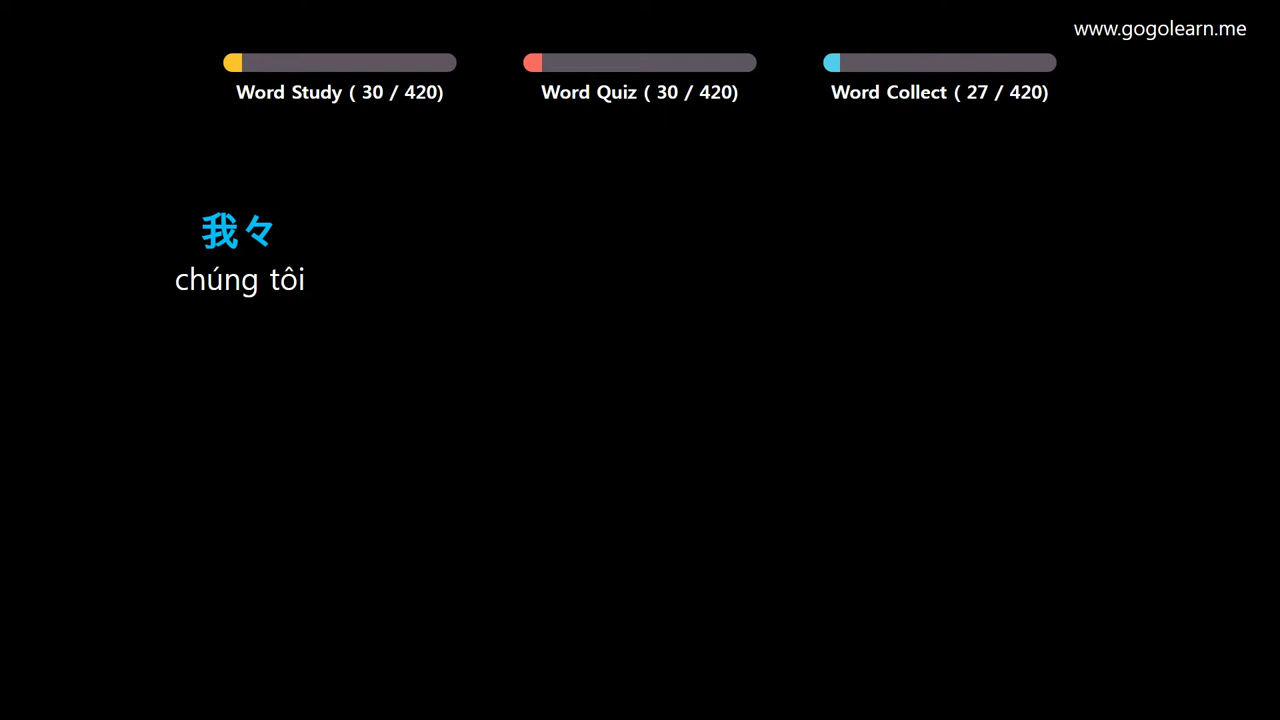 www.gogolearn.me
Word Study ( 30 / 420)
Word Quiz ( 30 / 420)
Word Collect ( 27 / 420)
我々
chúng tôi